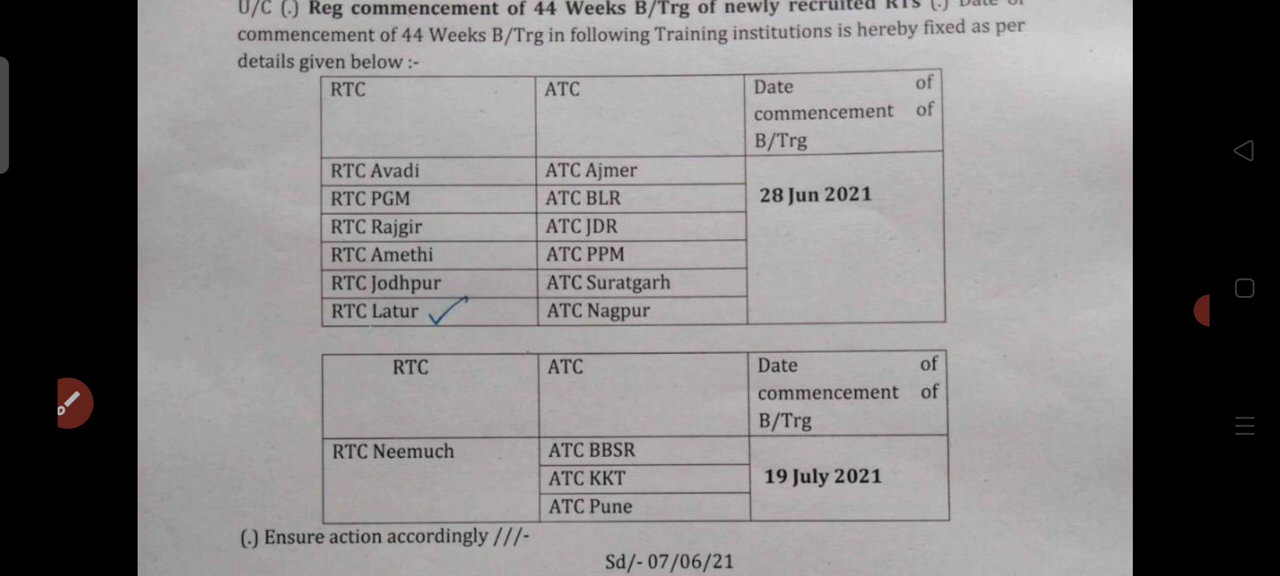 U/C (.) Reg commencement of 44 Weeks B/Trg of newly recruited RTs (.) Date of
commencement of 44 Weeks B/Trg in following Training institutions is hereby fixed as per
details given below :-
RTC ATC Date of
commencement of
B/Trg
RTC Avadi ATC Ajmer
RTC PGM ATC BLR 28 Jun 2021
RTC Rajgir ATC JDR
RTC Amethi ATC PPM
RTC Jodhpur ATC Suratgarh
RTC Latur ATC Nagpur
RTC ATC Date of
commencement of
B/Trg
RTC Neemuch ATC BBSR
ATC KKT 19 July 2021
ATC Pune
(.) Ensure action accordingly ///-
Sd/- 07/06/21